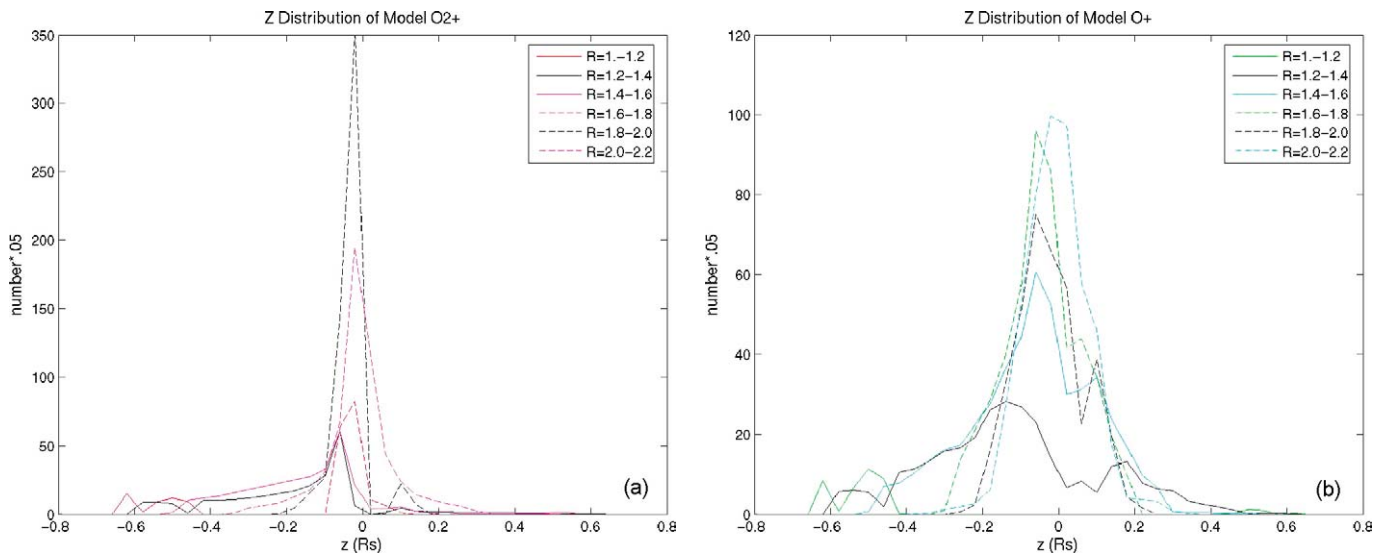 Z Distribution of Model O2+
350
300
250
200
150
100
50
0
number*.05
−0.8
−0.6
−0.4
−0.2
0
0.2
0.4
0.6
0.8
z (Rs)
R=1.−1.2
R=1.2−1.4
R=1.4−1.6
R=1.6−1.8
R=1.8−2.0
R=2.0−2.2
(a)
Z Distribution of Model O+
120
100
80
60
40
20
0
number*.05
−0.8
−0.6
−0.4
−0.2
0
0.2
0.4
0.6
0.8
z (Rs)
R=1.−1.2
R=1.2−1.4
R=1.4−1.6
R=1.6−1.8
R=1.8−2.0
R=2.0−2.2
(b)